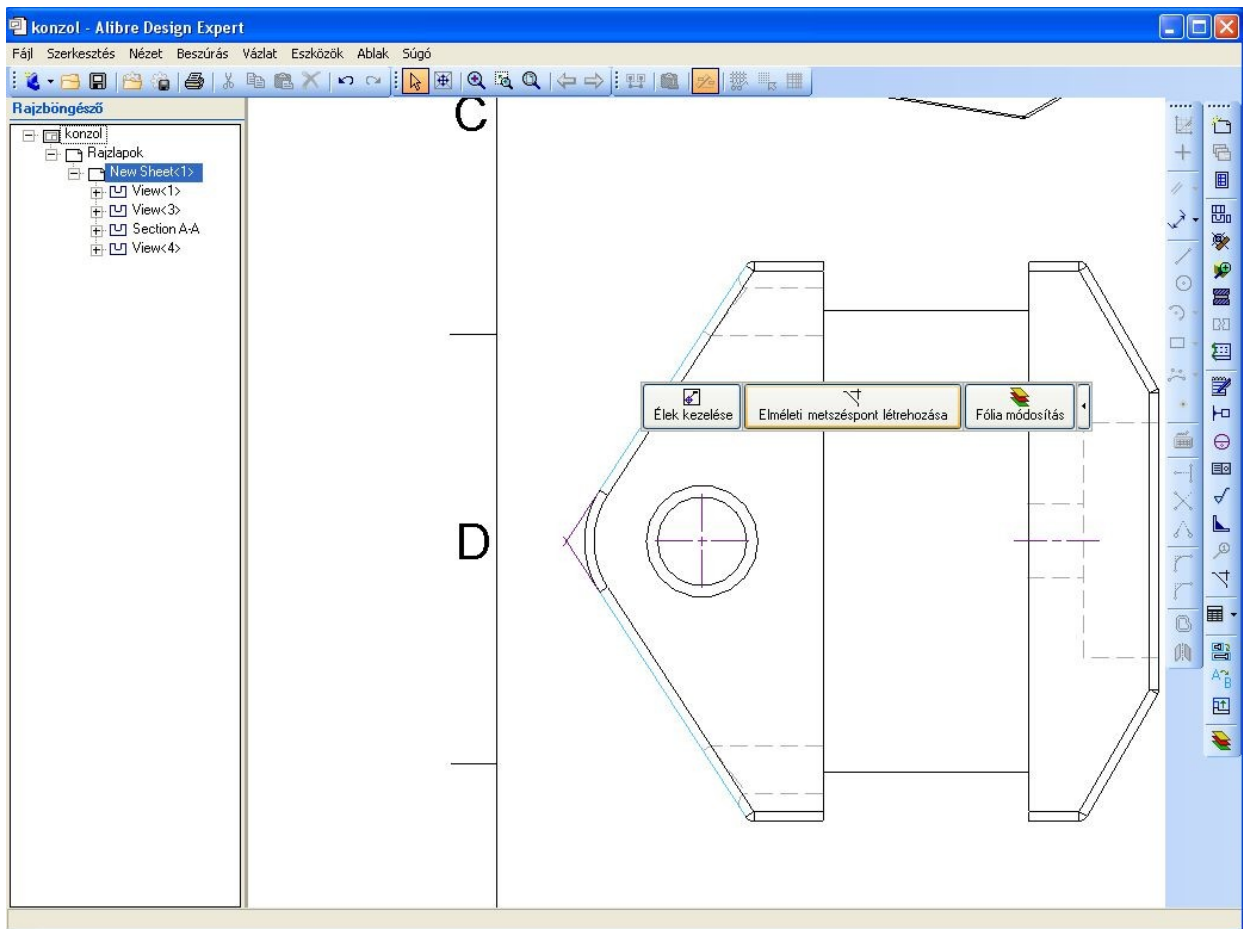 konzol - Alibre Design Expert
Fájl Szerkesztés Nézet Beszúrás Vázlat Eszközök Ablak Súgó
Rajzböngésző
konzol
Rajzlapok
New Sheet<1>
View<1>
View<3>
Section A-A
View<4>
C
Élek kezelése Elméleti metszéspont létrehozása Fólia módosítás
D